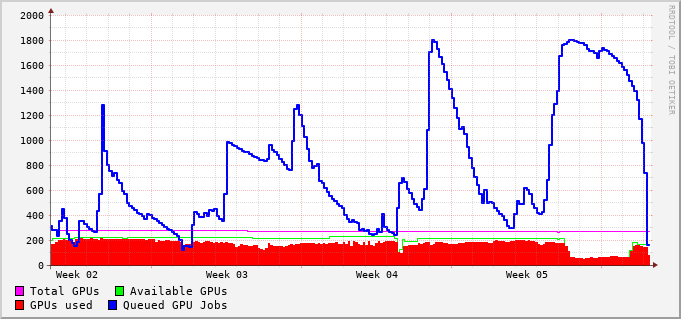 2000
1800
1600
1400
1200
1000
800
600
400
200
0
Week 02 Week 03 Week 04 Week 05
Total GPUs Available GPUs
GPUs used Queued GPU Jobs
RRDTOOL / TOBI OETIKER